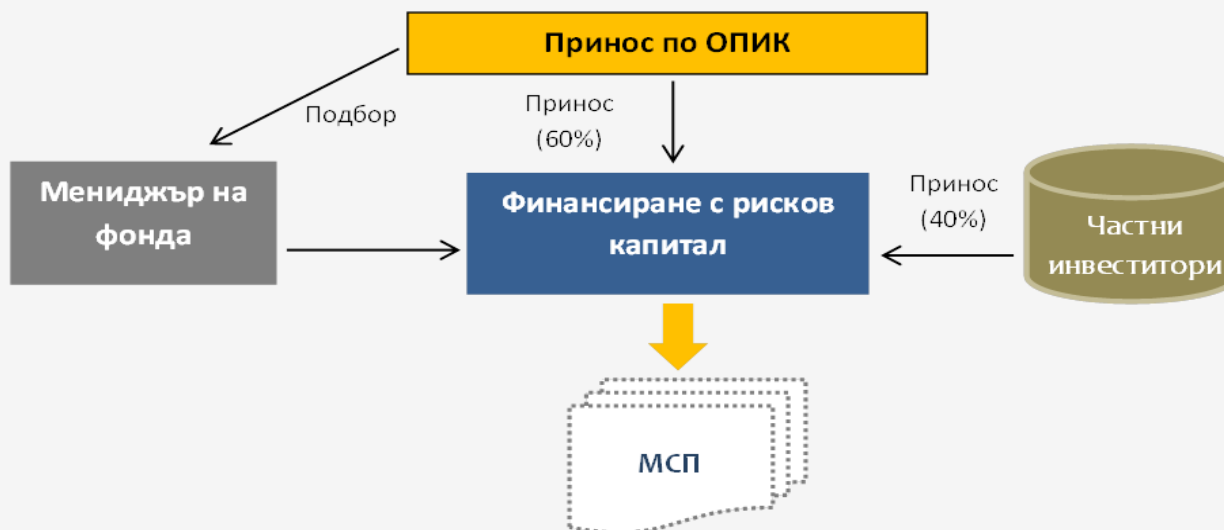 Принос по ОПИК
Подбор
Принос
(60%)
Мениджър на
фонда
Финансиране с рисков
капитал
Принос
(40%)
Частни
инвеститори
МСП